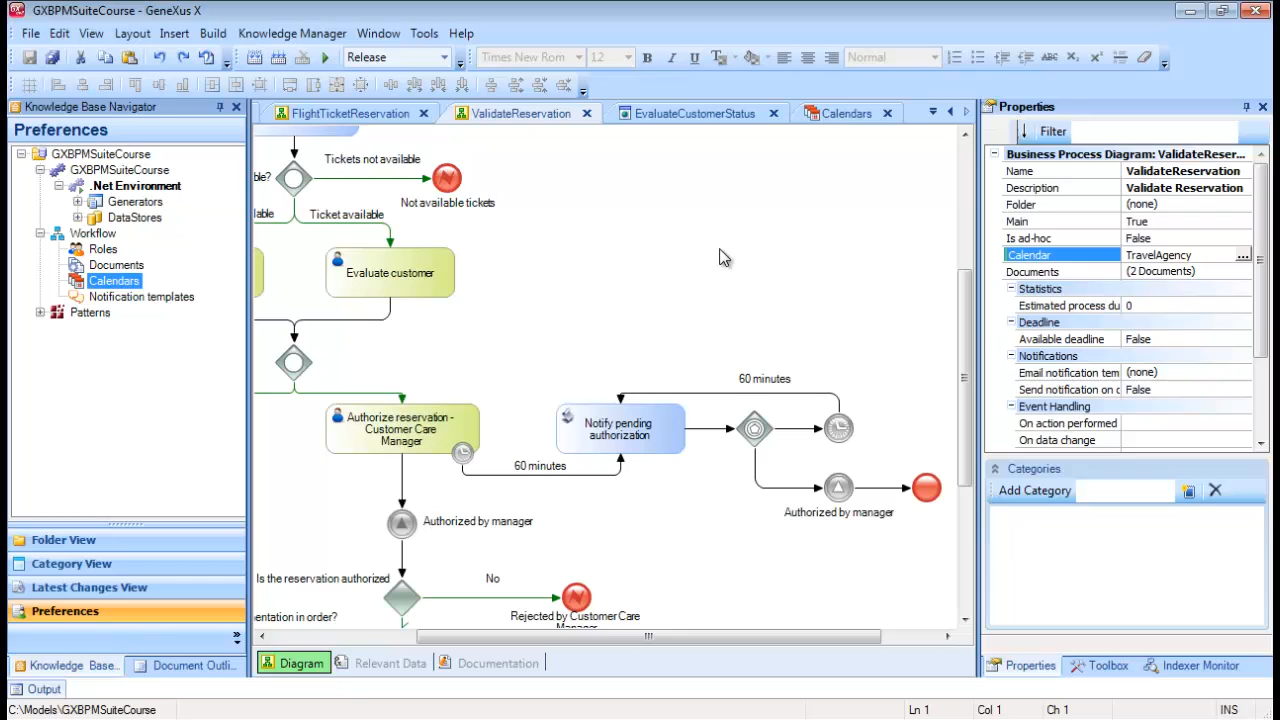 GXBPMSuiteCourse - GeneXus X
File Edit View Layout Insert Build Knowledge Manager Window Tools Help
Release Times New Rom 12 B I U Normal ABC
Knowledge Base Navigator
Preferences
GXBPMSuiteCourse
GXBPMSuiteCourse
.Net Environment
Generators
DataStores
Workflow
Roles
Documents
Calendars
Notification templates
Patterns
Folder View
Category View
Latest Changes View
Preferences
Knowledge Base... Document Outli...
FlightTicketReservation ValidateReservation EvaluateCustomerStatus Calendars
Tickets not available
ble?
Not available tickets
lable
Ticket available
Evaluate customer
60 minutes
Authorize reservation -
Customer Care
Manager
Notify pending
authorization
60 minutes
Authorized by manager
Authorized by manager
Is the reservation authorized
No
entation in order?
Rejected by Customer Care
Manager
Diagram Relevant Data Documentation
Properties
Filter
Business Process Diagram: ValidateReser...
Name ValidateReservation
Description Validate Reservation
Folder (none)
Main True
Is ad-hoc False
Calendar TravelAgency ...
Documents (2 Documents)
Statistics
Estimated process du 0
Deadline
Available deadline False
Notifications
Email notification tem (none)
Send notification on c False
Event Handling
On action performed
On data change
Categories
Add Category
Properties Toolbox Indexer Monitor
Output
C:\Models\GXBPMSuiteCourse Ln 1 Col 1 Ch 1 INS